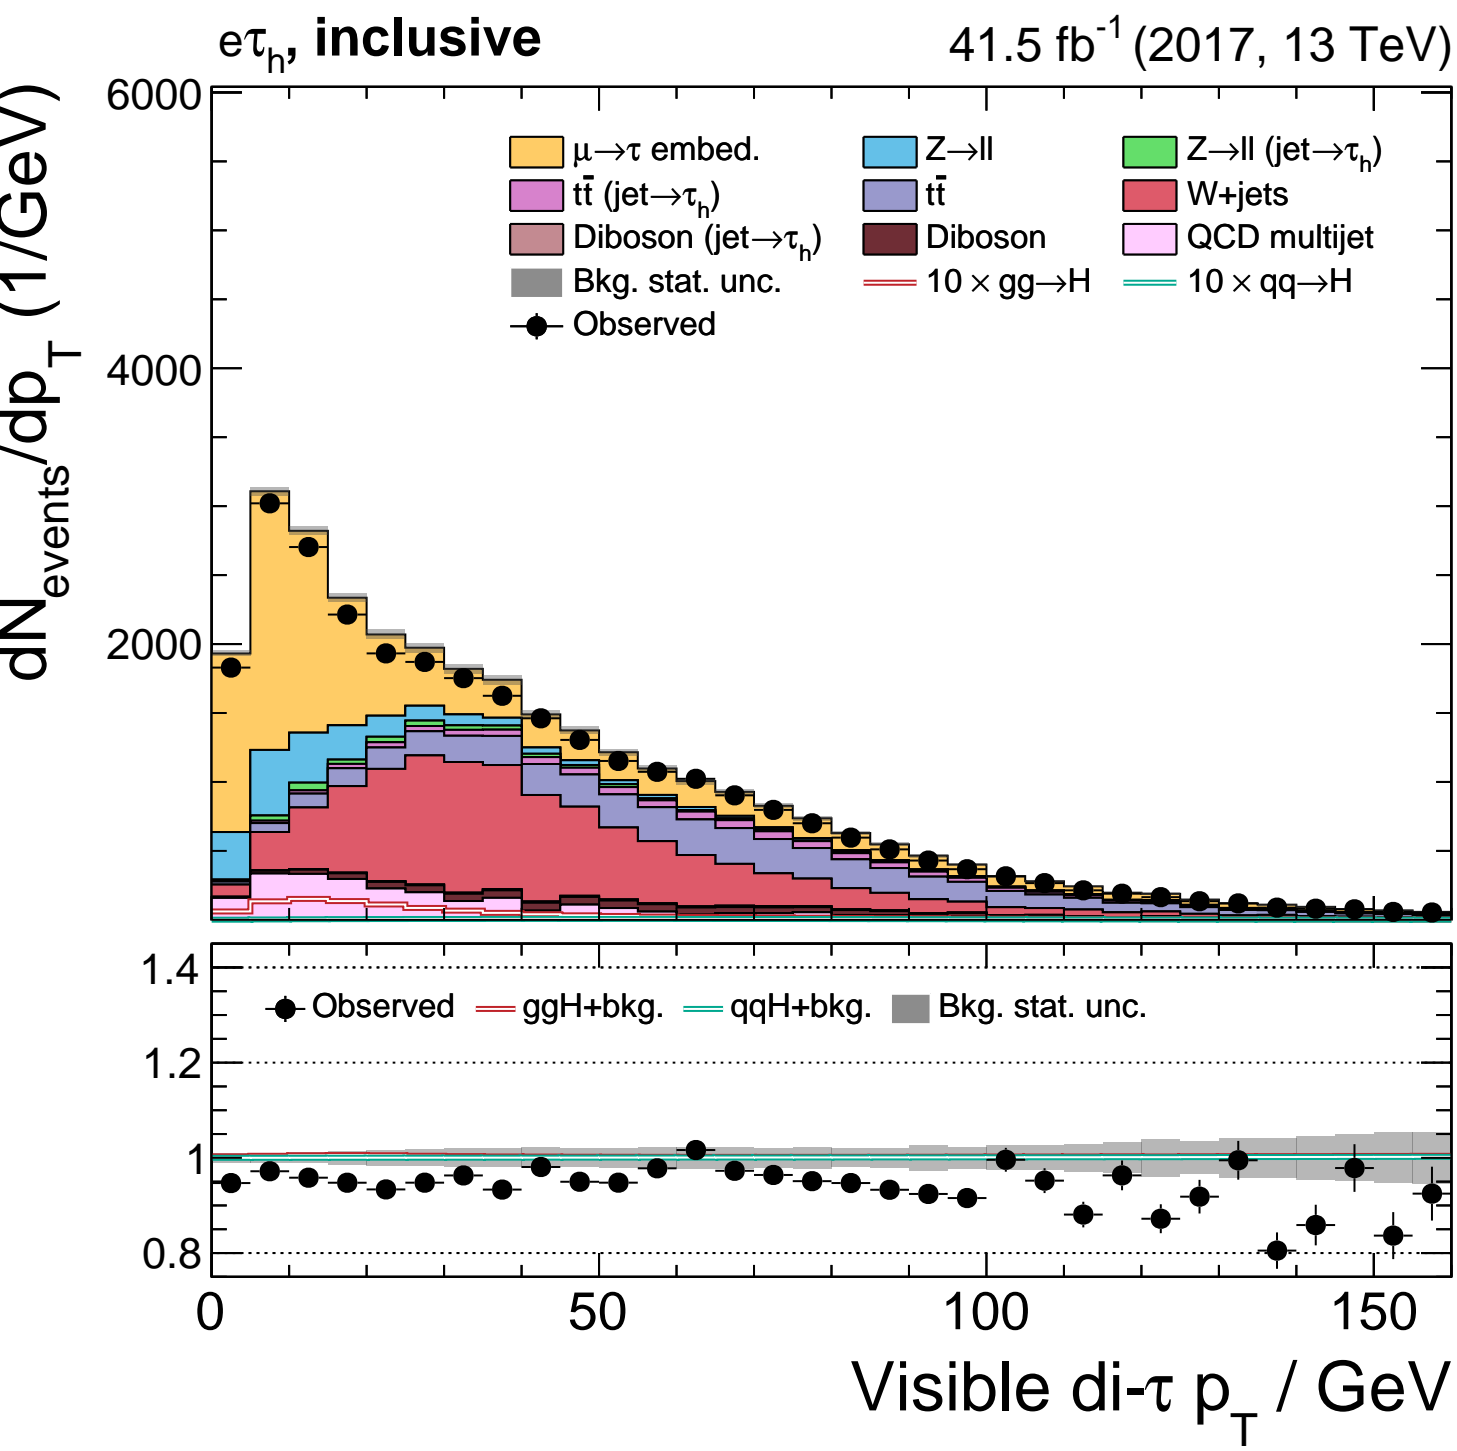 eτh, inclusive 41.5 fb-1 (2017, 13 TeV)
dNevents/dpT (1/GeV)
6000
4000
2000
μ→τ embed. Z→ll Z→ll (jet→τh)
tt̄ (jet→τh) tt̄ W+jets
Diboson (jet→τh) Diboson QCD multijet
Bkg. stat. unc. 10 × gg→H 10 × qq→H
Observed
1.4
1.2
1
0.8
Observed ggH+bkg. qqH+bkg. Bkg. stat. unc.
0 50 100 150
Visible di-τ pT / GeV